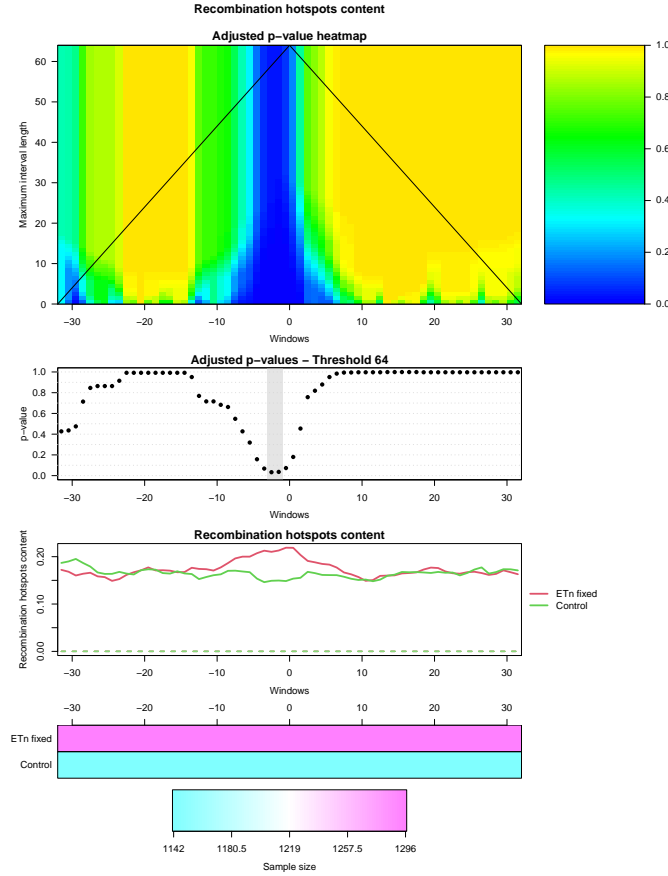 Recombination hotspots content
Adjusted p−value heatmap
Maximum interval length
60
50
40
30
20
10
0
−30 −20 −10 0 10 20 30
Windows
1.0
0.8
0.6
0.4
0.2
0.0
Adjusted p−values − Threshold 64
p−value
1.0
0.8
0.6
0.4
0.2
0.0
−30 −20 −10 0 10 20 30
Windows
Recombination hotspots content
Recombination hotspots content
0.20
0.10
0.00
−30 −20 −10 0 10 20 30
Windows
ETn fixed
Control
−30 −20 −10 0 10 20 30
ETn fixed
Control
1142 1180.5 1219 1257.5 1296
Sample size